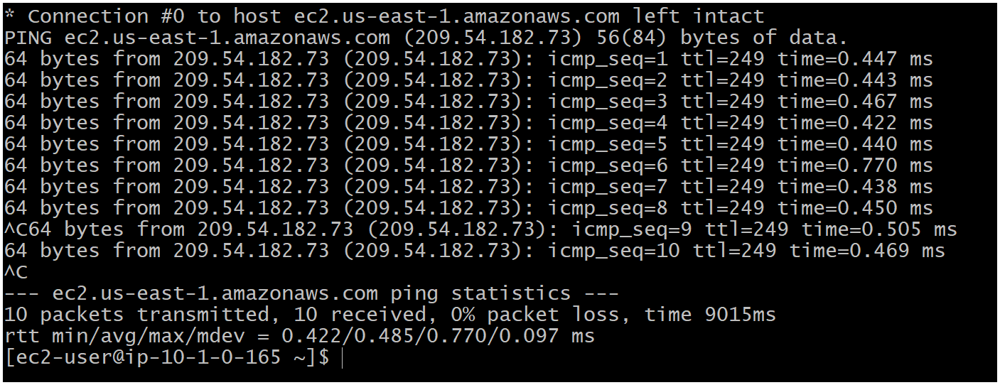 * Connection #0 to host ec2.us-east-1.amazonaws.com left intact
PING ec2.us-east-1.amazonaws.com (209.54.182.73) 56(84) bytes of data.
64 bytes from 209.54.182.73 (209.54.182.73): icmp_seq=1 ttl=249 time=0.447 ms
64 bytes from 209.54.182.73 (209.54.182.73): icmp_seq=2 ttl=249 time=0.443 ms
64 bytes from 209.54.182.73 (209.54.182.73): icmp_seq=3 ttl=249 time=0.467 ms
64 bytes from 209.54.182.73 (209.54.182.73): icmp_seq=4 ttl=249 time=0.422 ms
64 bytes from 209.54.182.73 (209.54.182.73): icmp_seq=5 ttl=249 time=0.440 ms
64 bytes from 209.54.182.73 (209.54.182.73): icmp_seq=6 ttl=249 time=0.770 ms
64 bytes from 209.54.182.73 (209.54.182.73): icmp_seq=7 ttl=249 time=0.438 ms
64 bytes from 209.54.182.73 (209.54.182.73): icmp_seq=8 ttl=249 time=0.450 ms
^C64 bytes from 209.54.182.73 (209.54.182.73): icmp_seq=9 ttl=249 time=0.505 ms
64 bytes from 209.54.182.73 (209.54.182.73): icmp_seq=10 ttl=249 time=0.469 ms
^C
--- ec2.us-east-1.amazonaws.com ping statistics ---
10 packets transmitted, 10 received, 0% packet loss, time 9015ms
rtt min/avg/max/mdev = 0.422/0.485/0.770/0.097 ms
[ec2-user@ip-10-1-0-165 ~]$